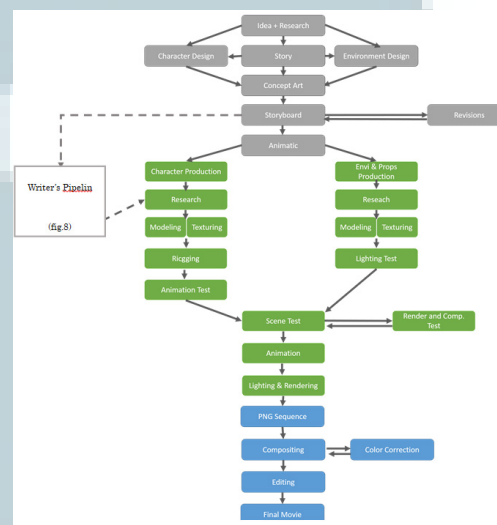 Idea + Research
Character Design
Story
Environment Design
Concept Art
Storyboard
Revisions
Animatic
Character Production
Envi & Props
Production
Writer's Pipelin
(fig.8)
Research
Reseach
Modeling
Texturing
Modeling
Texturing
Ricgging
Lighting Test
Animation Test
Scene Test
Render and Comp.
Test
Animation
Lighting & Rendering
PNG Sequence
Compositing
Color Correction
Editing
Final Movie